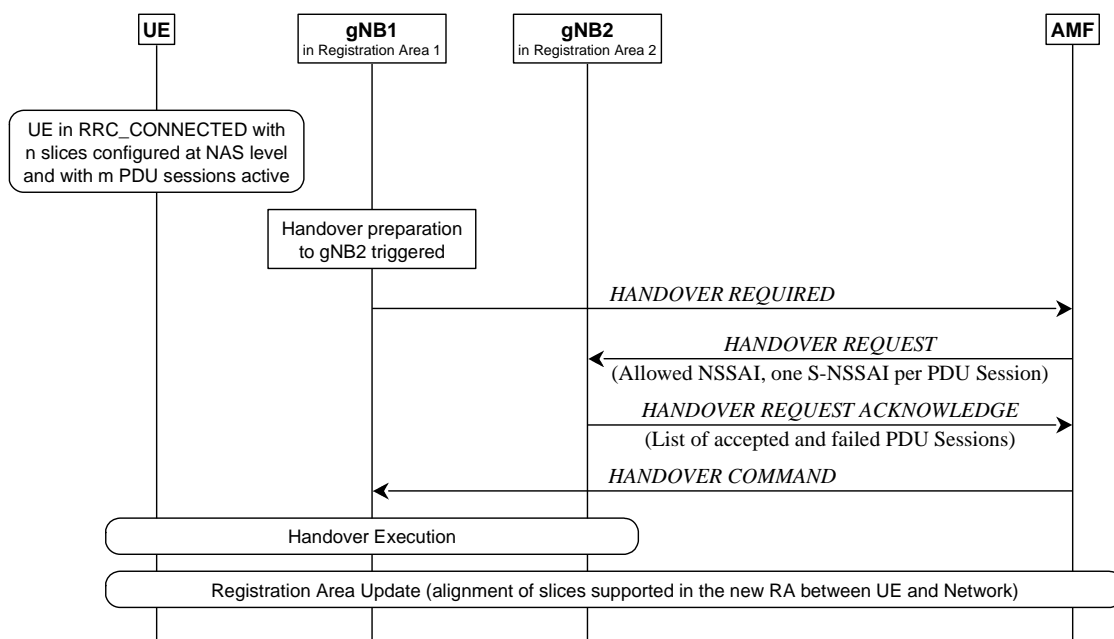 UE
gNB1
in Registration Area 1
gNB2
in Registration Area 2
AMF
UE in RRC_CONNECTED with
n slices configured at NAS level
and with m PDU sessions active
Handover preparation
to gNB2 triggered
HANDOVER REQUIRED
HANDOVER REQUEST
(Allowed NSSAI, one S-NSSAI per PDU Session)
HANDOVER REQUEST ACKNOWLEDGE
(List of accepted and failed PDU Sessions)
HANDOVER COMMAND
Handover Execution
Registration Area Update (alignment of slices supported in the new RA between UE and Network)